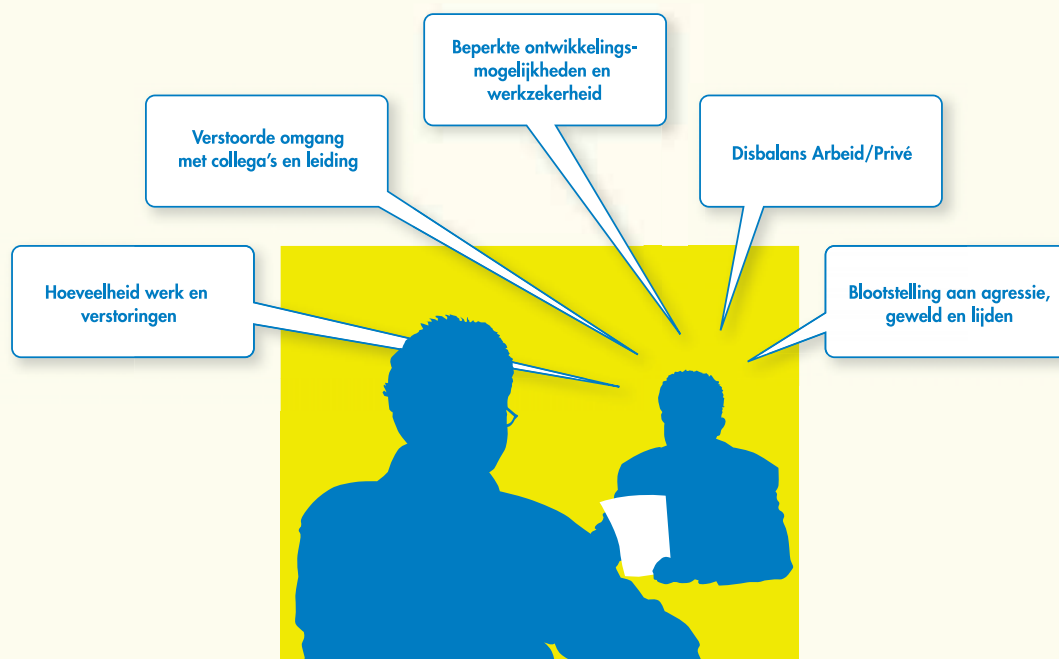 Beperkte ontwikkelings-
mogelijkheden en
werkzekerheid
Verstoorde omgang
met collega's en leiding
Disbalans Arbeid/Privé
Hoeveelheid werk en
verstoringen
Blootstelling aan agressie,
geweld en lijden